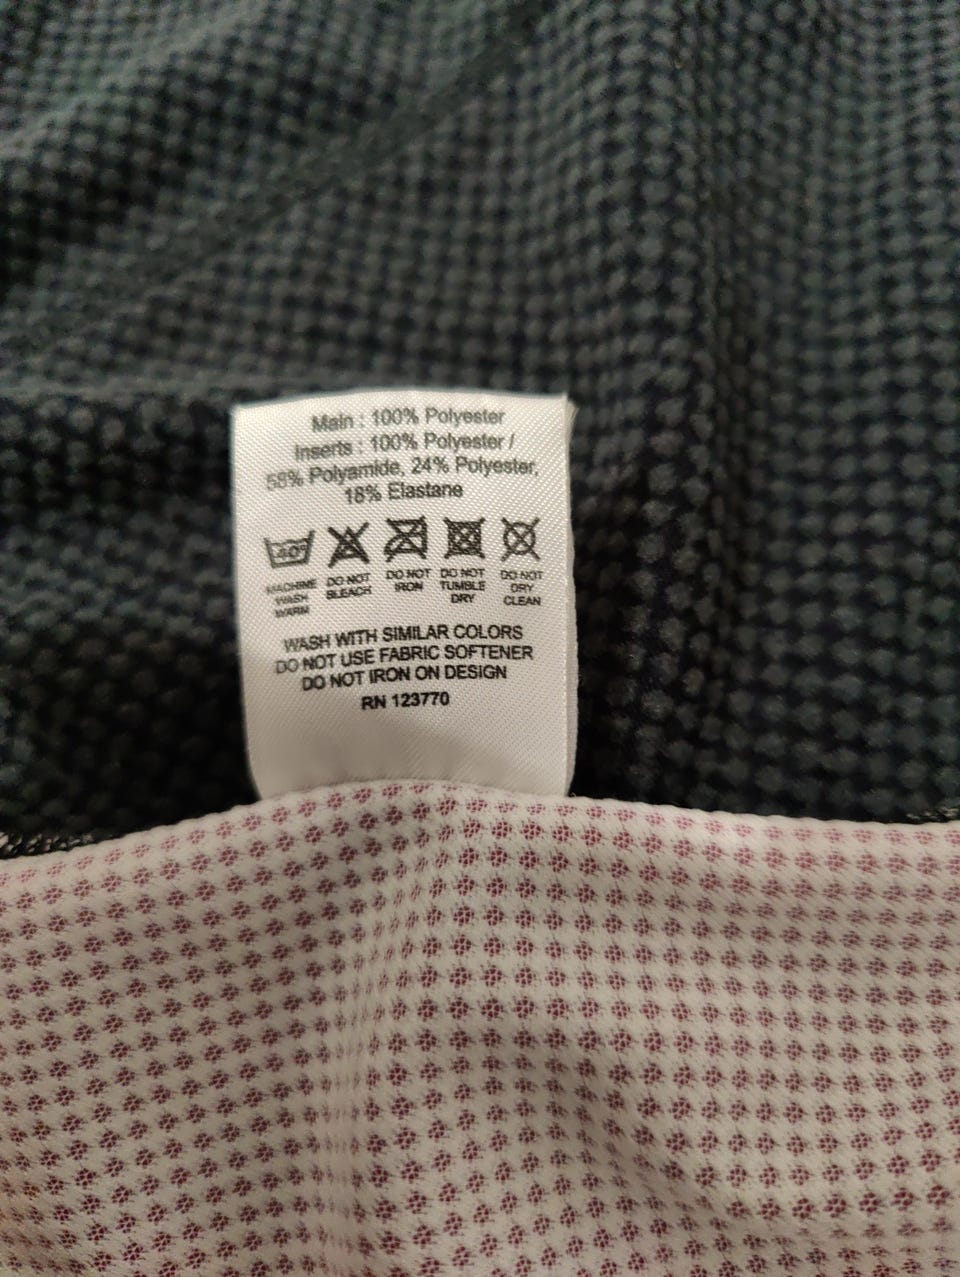 Main : 100% Polyester
Inserts : 100% Polyester /
58% Polyamide, 24% Polyester,
18% Elastane
40°
MACHINE WASH WARM
DO NOT BLEACH
DO NOT IRON
DO NOT TUMBLE DRY
DO NOT DRY CLEAN
WASH WITH SIMILAR COLORS
DO NOT USE FABRIC SOFTENER
DO NOT IRON ON DESIGN
RN 123770